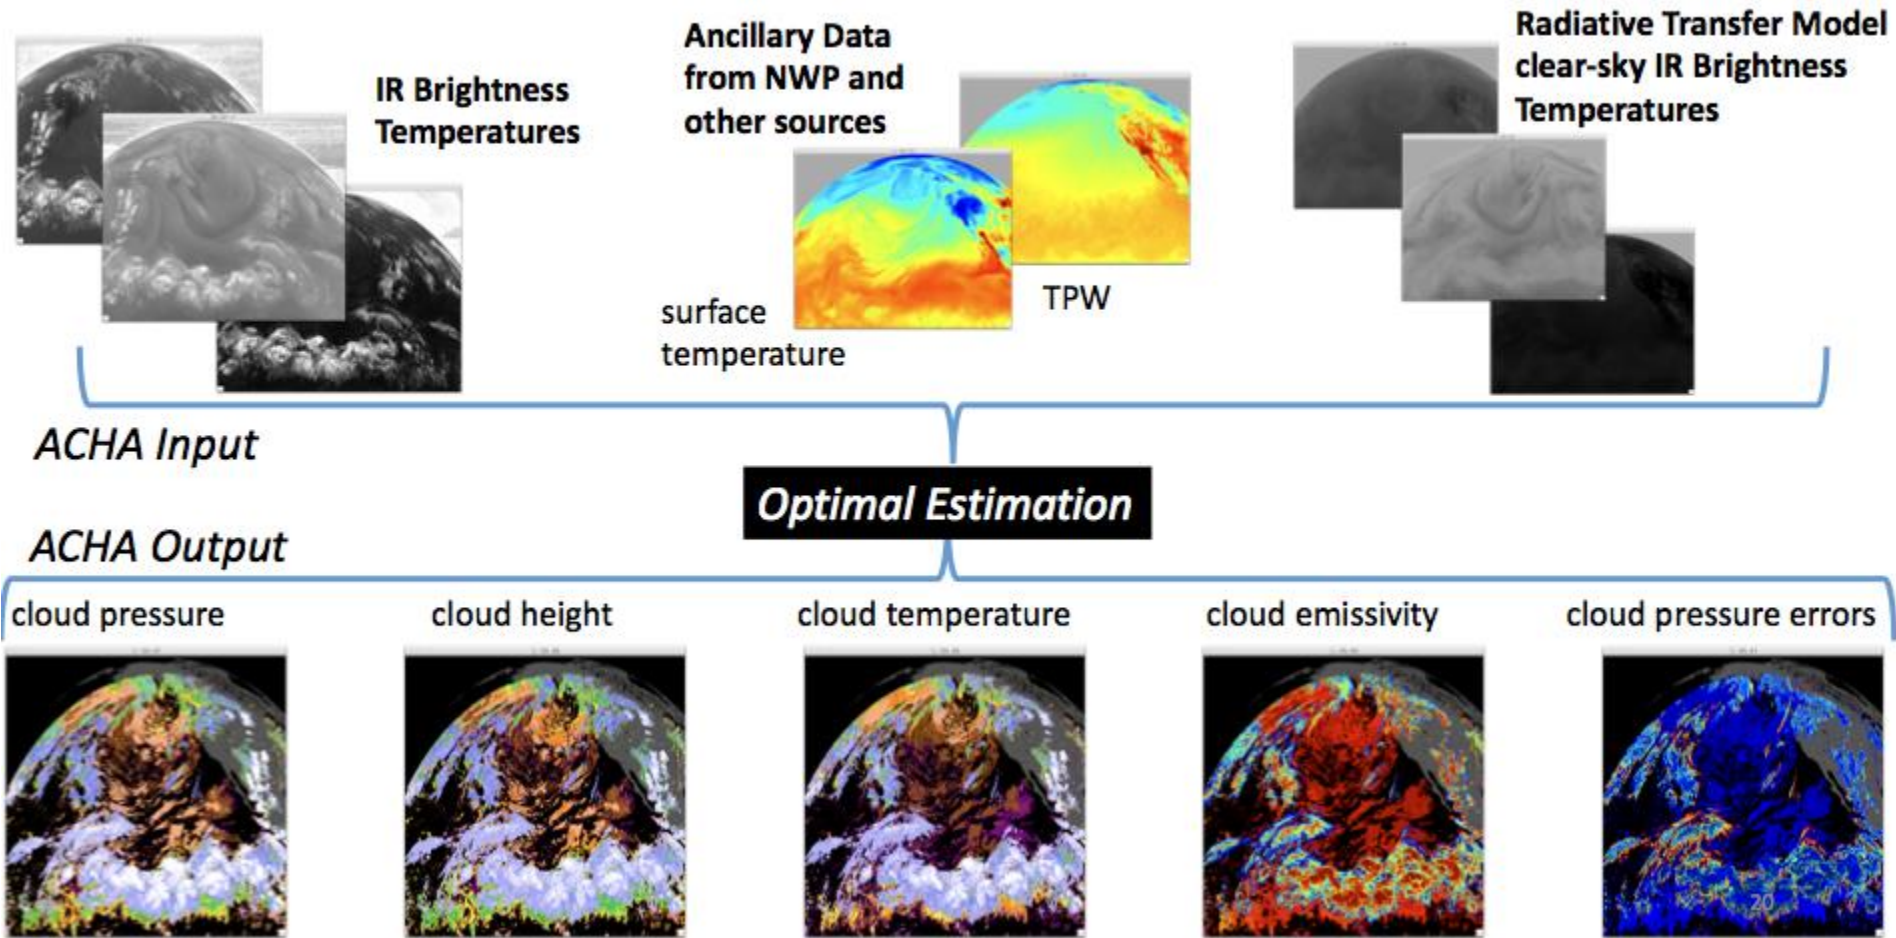 IR Brightness
Temperatures
Ancillary Data
from NWP and
other sources
Radiative Transfer Model
clear-sky IR Brightness
Temperatures
surface
temperature
TPW
ACHA Input
Optimal Estimation
ACHA Output
cloud pressure
cloud height
cloud temperature
cloud emissivity
cloud pressure errors
20